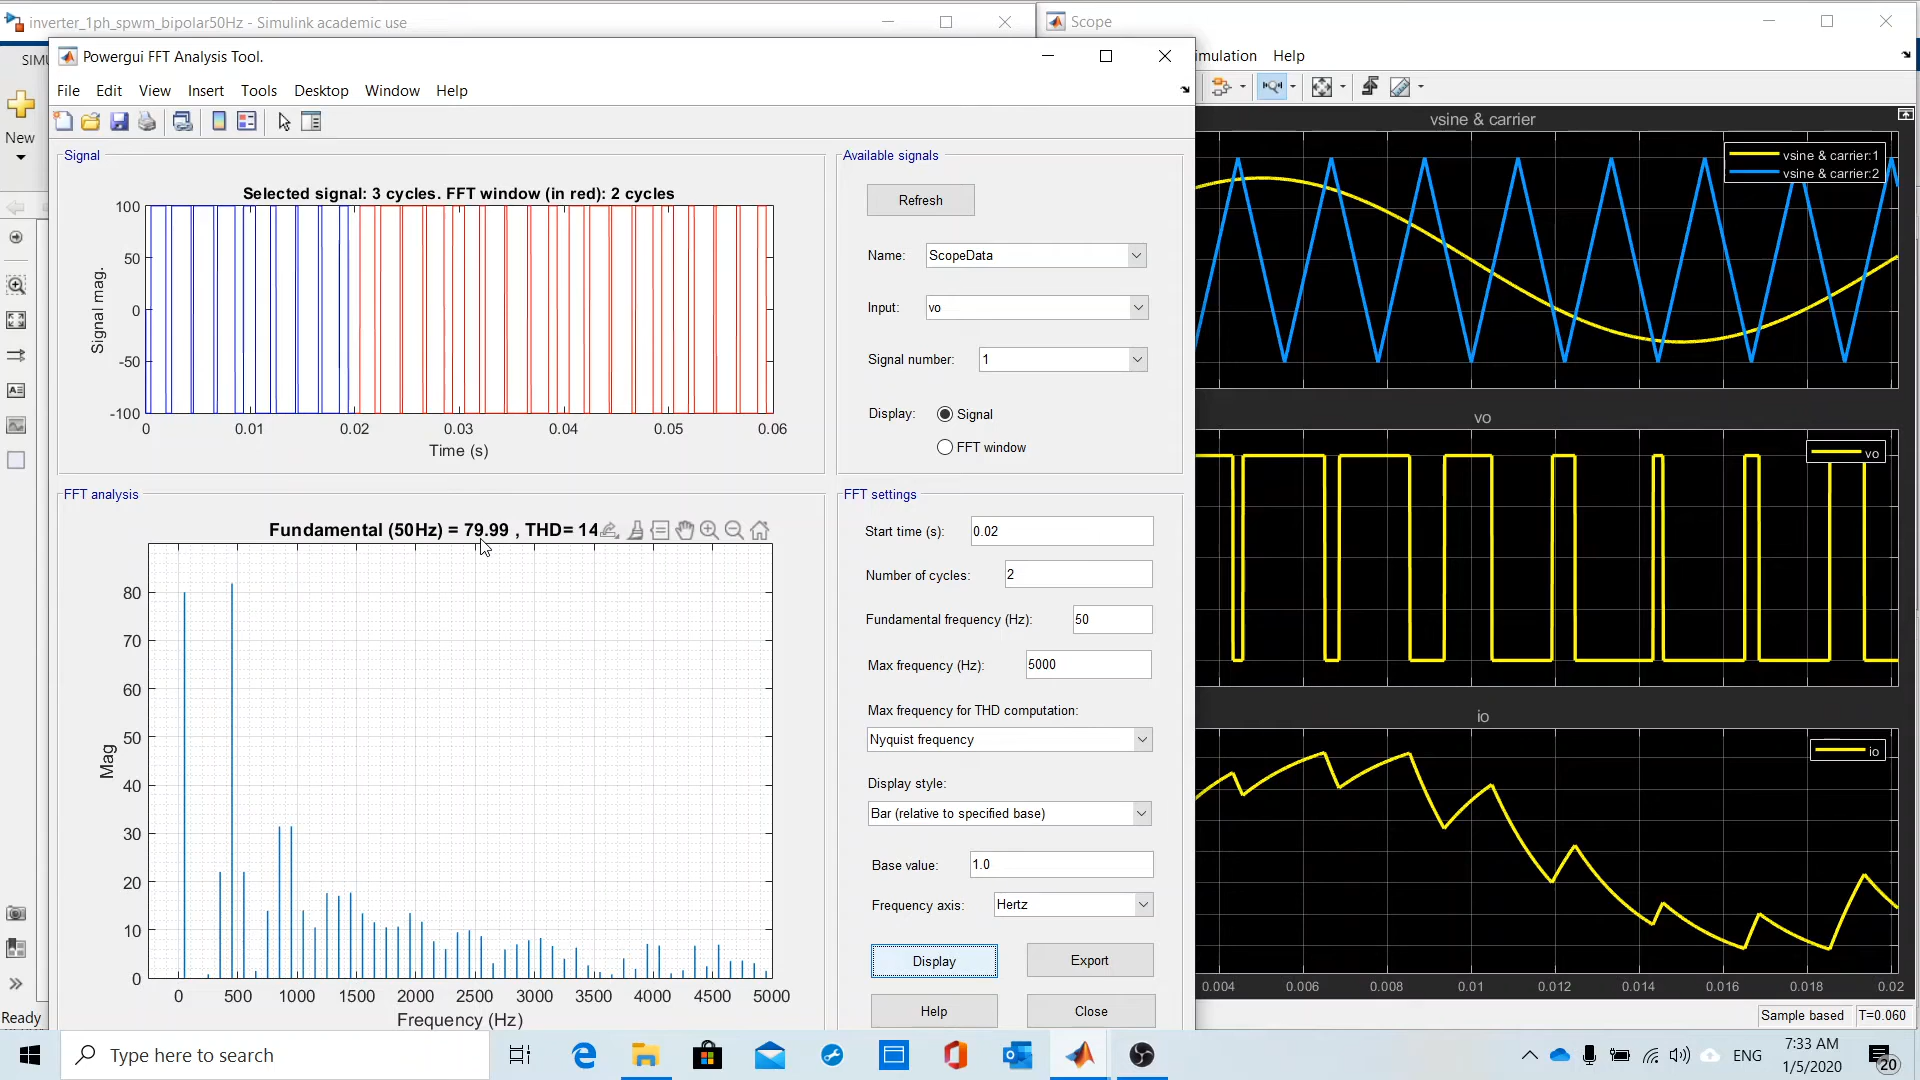 inverter_1ph_spwm_bipolar50Hz - Simulink academic use
Scope
Powergui FFT Analysis Tool.
File Edit View Insert Tools Desktop Window Help
Help
New
Signal
Selected signal: 3 cycles. FFT window (in red): 2 cycles
100
50
0
-50
-100
Signal mag.
0 0.01 0.02 0.03 0.04 0.05 0.06
Time (s)
Available signals
Refresh
Name: ScopeData
Input: vo
Signal number: 1
Display: Signal
FFT window
FFT analysis
Fundamental (50Hz) = 79.99 , THD= 14
80
70
60
50
40
30
20
10
0
Mag
0 500 1000 1500 2000 2500 3000 3500 4000 4500 5000
Frequency (Hz)
FFT settings
Start time (s): 0.02
Number of cycles: 2
Fundamental frequency (Hz): 50
Max frequency (Hz): 5000
Max frequency for THD computation:
Nyquist frequency
Display style:
Bar (relative to specified base)
Base value: 1.0
Frequency axis: Hertz
Display Export
Help Close
vsine & carrier
vsine & carrier:1
vsine & carrier:2
vo
vo
io
io
0.004 0.006 0.008 0.01 0.012 0.014 0.016 0.018 0.02
Ready
Sample based T=0.060
Type here to search
ENG
7:33 AM
1/5/2020
20